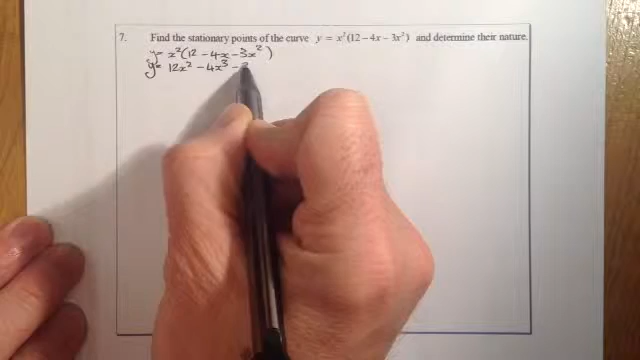 7. Find the stationary points of the curve y = x²(12 – 4x – 3x²) and determine their nature.
y = x²(12 – 4x – 3x²)
y = 12x² – 4x³ – 3